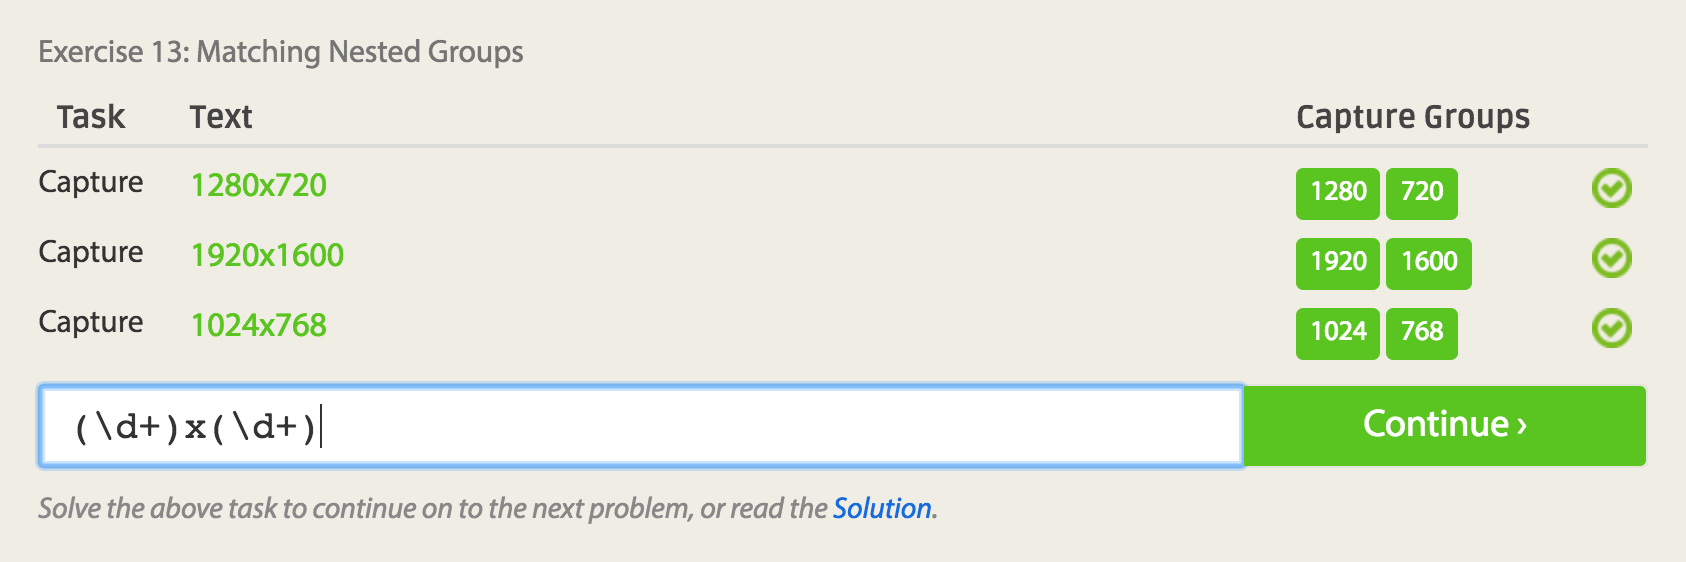 Exercise 13: Matching Nested Groups
Task Text Capture Groups
Capture 1280x720 1280 720
Capture 1920x1600 1920 1600
Capture 1024x768 1024 768
(\d+)x(\d+) Continue ›
Solve the above task to continue on to the next problem, or read the Solution.